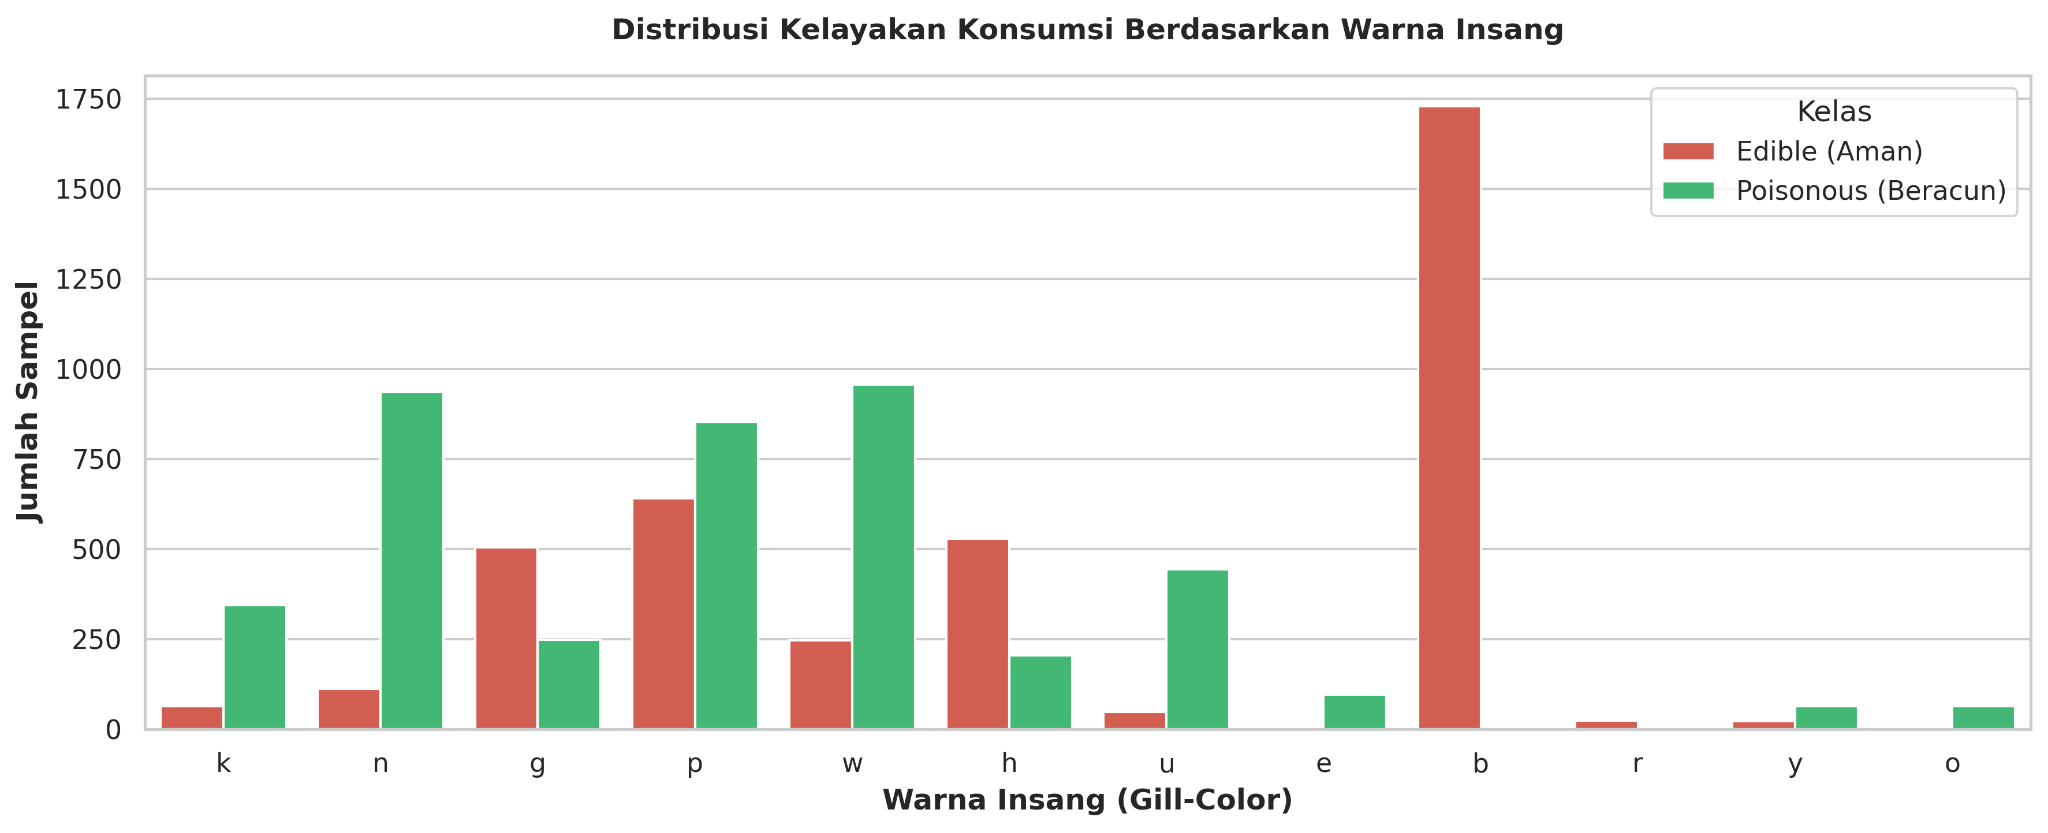 Distribusi Kelayakan Konsumsi Berdasarkan Warna Insang
Jumlah Sampel
1750
1500
1250
1000
750
500
250
0
Kelas
Edible (Aman)
Poisonous (Beracun)
k n g p w h u e b r y o
Warna Insang (Gill-Color)